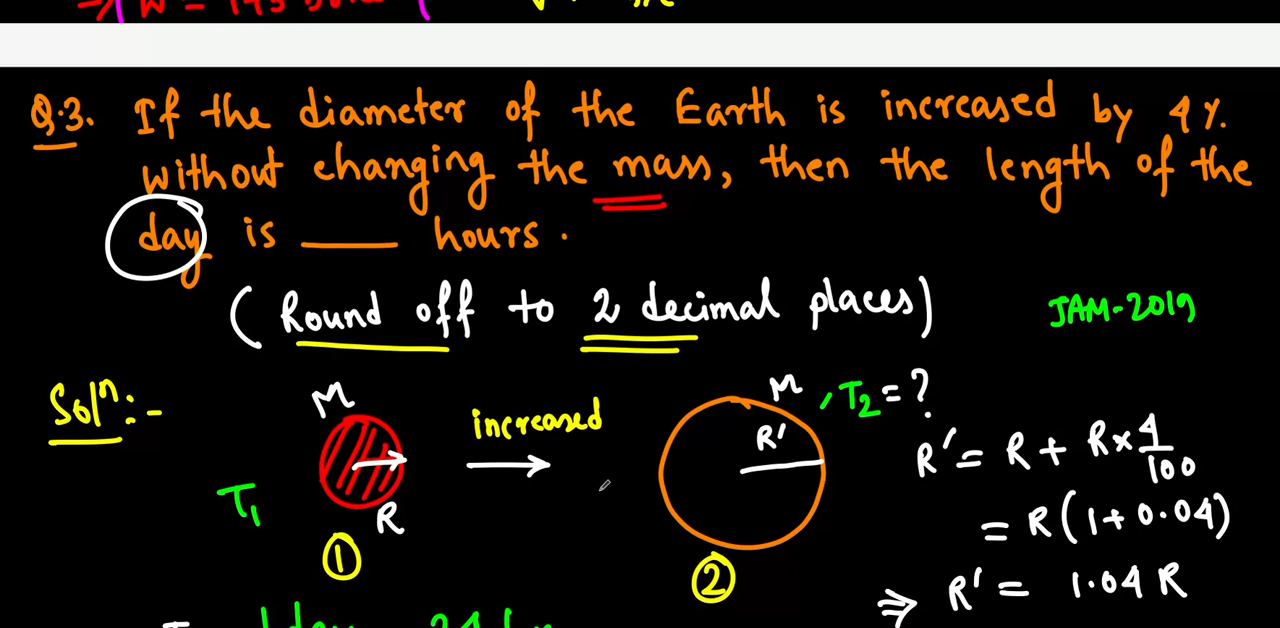 Q.3. If the diameter of the Earth is increased by 4%.
without changing the mass, then the length of the
day is ____ hours.
(Round off to 2 decimal places)
JAM-2019
Solⁿ:-
M
increased
M, T₂ = ?
R'
R' = R + R × 4/100
T₁
R
= R(1 + 0.04)
①
②
⇒ R' = 1.04 R